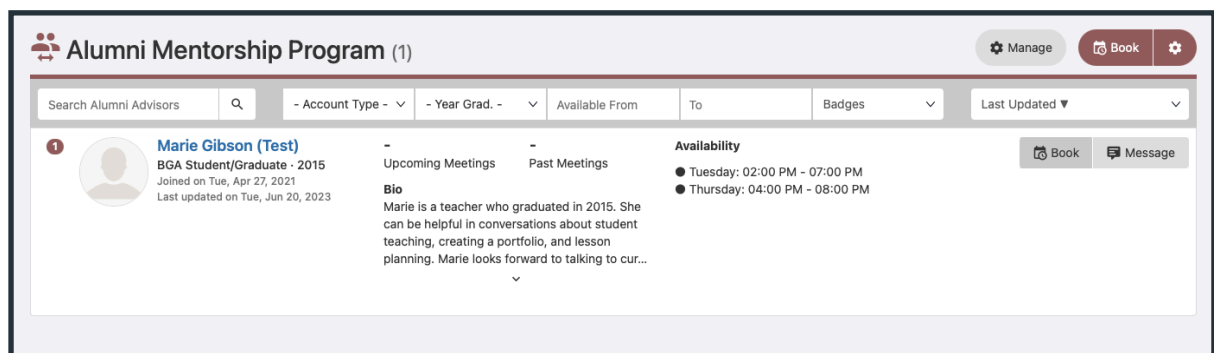 Alumni Mentorship Program (1)
Manage
Book
Search Alumni Advisors
- Account Type -
- Year Grad. -
Available From
To
Badges
Last Updated ▼
1
Marie Gibson (Test)
BGA Student/Graduate · 2015
Joined on Tue, Apr 27, 2021
Last updated on Tue, Jun 20, 2023
-
Upcoming Meetings
-
Past Meetings
Bio
Marie is a teacher who graduated in 2015. She
can be helpful in conversations about student
teaching, creating a portfolio, and lesson
planning. Marie looks forward to talking to cur...
Availability
Tuesday: 02:00 PM - 07:00 PM
Thursday: 04:00 PM - 08:00 PM
Book
Message